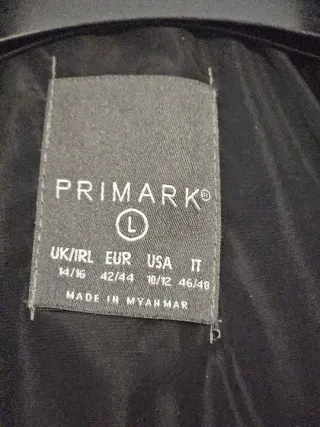 PRIMARK®
L
UK/IRL EUR USA IT
14/16 42/44 10/12 46/48
MADE IN MYANMAR